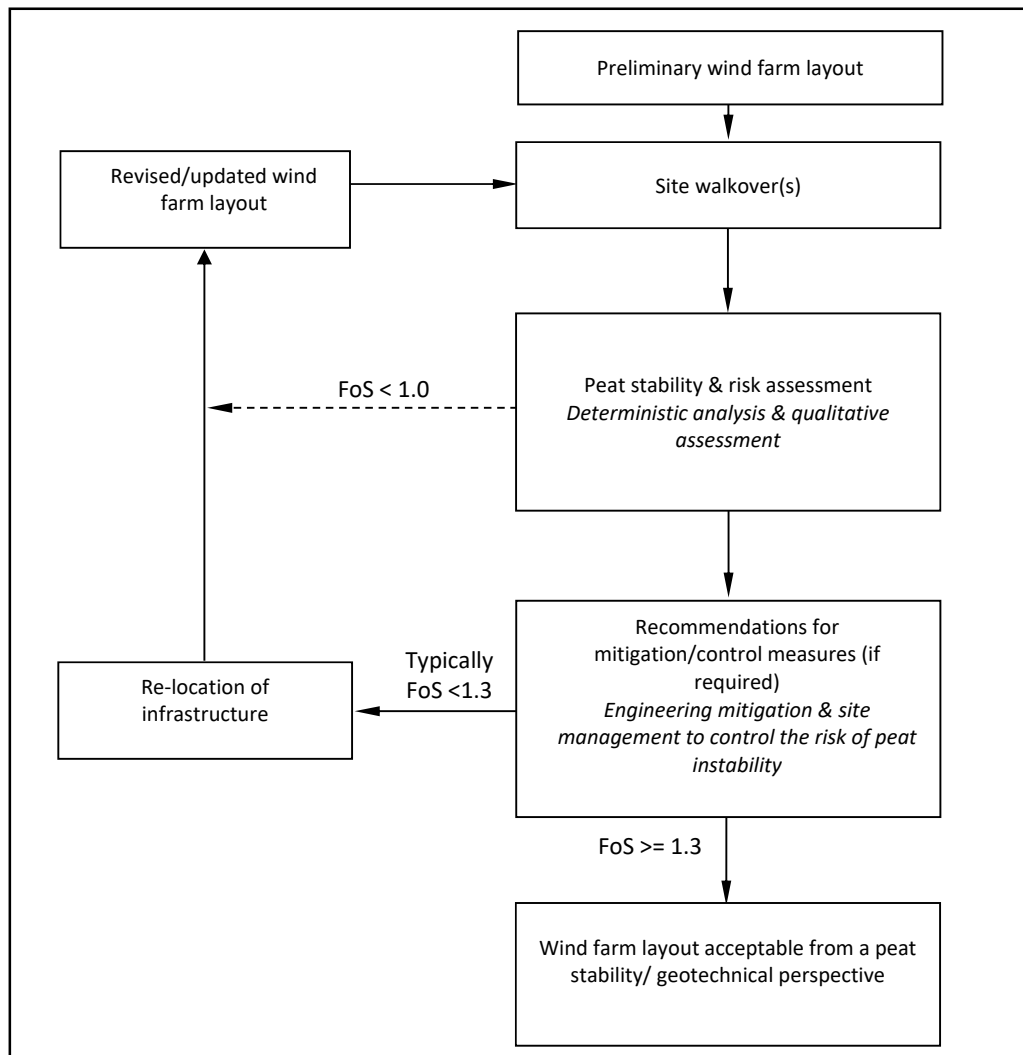 Preliminary wind farm layout
Revised/updated wind
farm layout
Site walkover(s)
FoS < 1.0
Peat stability & risk assessment
Deterministic analysis & qualitative
assessment
Recommendations for
mitigation/control measures (if
required)
Engineering mitigation & site
management to control the risk of peat
instability
Typically
FoS <1.3
Re-location of
infrastructure
FoS >= 1.3
Wind farm layout acceptable from a peat
stability/ geotechnical perspective